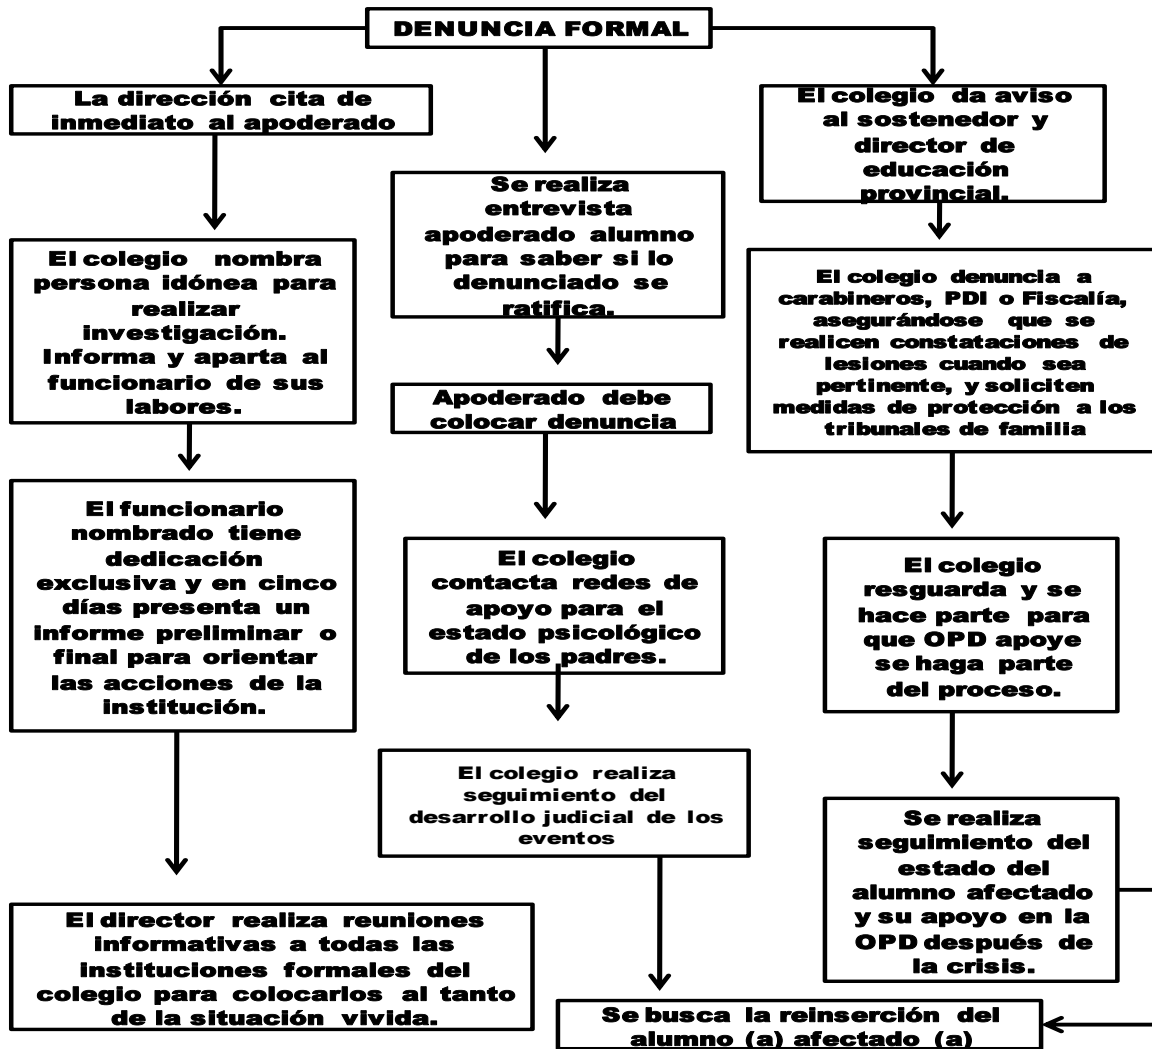 DENUNCIA FORMAL
La dirección cita de
inmediato al apoderado
El colegio nombra
persona idónea para
realizar
investigación.
Informa y aparta al
funcionario de sus
labores.
El funcionario
nombrado tiene
dedicación
exclusiva y en cinco
días presenta un
informe preliminar o
final para orientar
las acciones de la
institución.
El director realiza reuniones
informativas a todas las
instituciones formales del
colegio para colocarlos al tanto
de la situación vivida.
Se realiza
entrevista
apoderado alumno
para saber si lo
denunciado se
ratifica.
Apoderado debe
colocar denuncia
El colegio
contacta redes de
apoyo para el
estado psicológico
de los padres.
El colegio realiza
seguimiento del
desarrollo judicial de los
eventos
El colegio da aviso
al sostenedor y
director de
educación
provincial.
El colegio denuncia a
carabineros, PDI o Fiscalía,
asegurándose que se
realicen constataciones de
lesiones cuando sea
pertinente, y soliciten
medidas de protección a los
tribunales de familia
El colegio
resguarda y se
hace parte para
que OPD apoye
se haga parte
del proceso.
Se realiza
seguimiento del
estado del
alumno afectado
y su apoyo en la
OPD después de
la crisis.
Se busca la reinserción del
alumno (a) afectado (a)